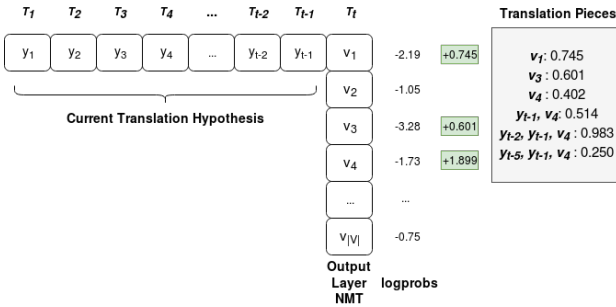 T1 T2 T3 T4 ... Tt-2 Tt-1 Tt
Translation Pieces
y1 y2 y3 y4 ... yt-2 yt-1 v1 -2.19 +0.745
v1: 0.745
v3: 0.601
v4: 0.402
yt-1, v4: 0.514
yt-2, yt-1, v4: 0.983
yt-5, yt-1, v4: 0.250
v2 -1.05
Current Translation Hypothesis
v3 -3.28 +0.601
v4 -1.73 +1.899
... ...
v|V| -0.75
Output
Layer logprobs
NMT